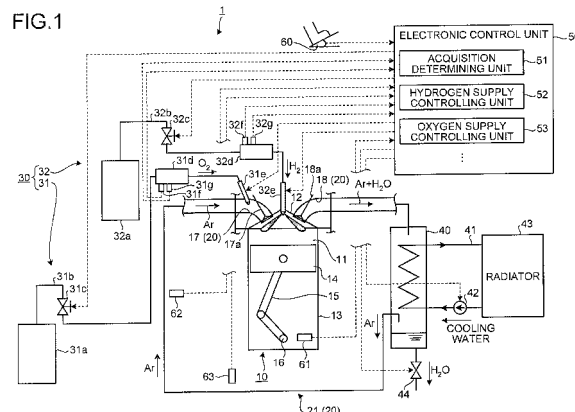 FIG.1
1
60
ELECTRONIC CONTROL UNIT
50
ACQUISITION DETERMINING UNIT
51
HYDROGEN SUPPLY CONTROLLING UNIT
52
OXYGEN SUPPLY CONTROLLING UNIT
53
32b
32c
32f
32g
32d
31d
O2
31e
H2
32e
12
18a
18 (20)
Ar+H2O
30
32
31
31g
31f
32a
Ar
17 (20)
17a
11
14
15
13
16
61
10
62
63
31b
31c
31a
Ar
40
41
43
RADIATOR
42
COOLING WATER
Ar
44
H2O
21 (20)